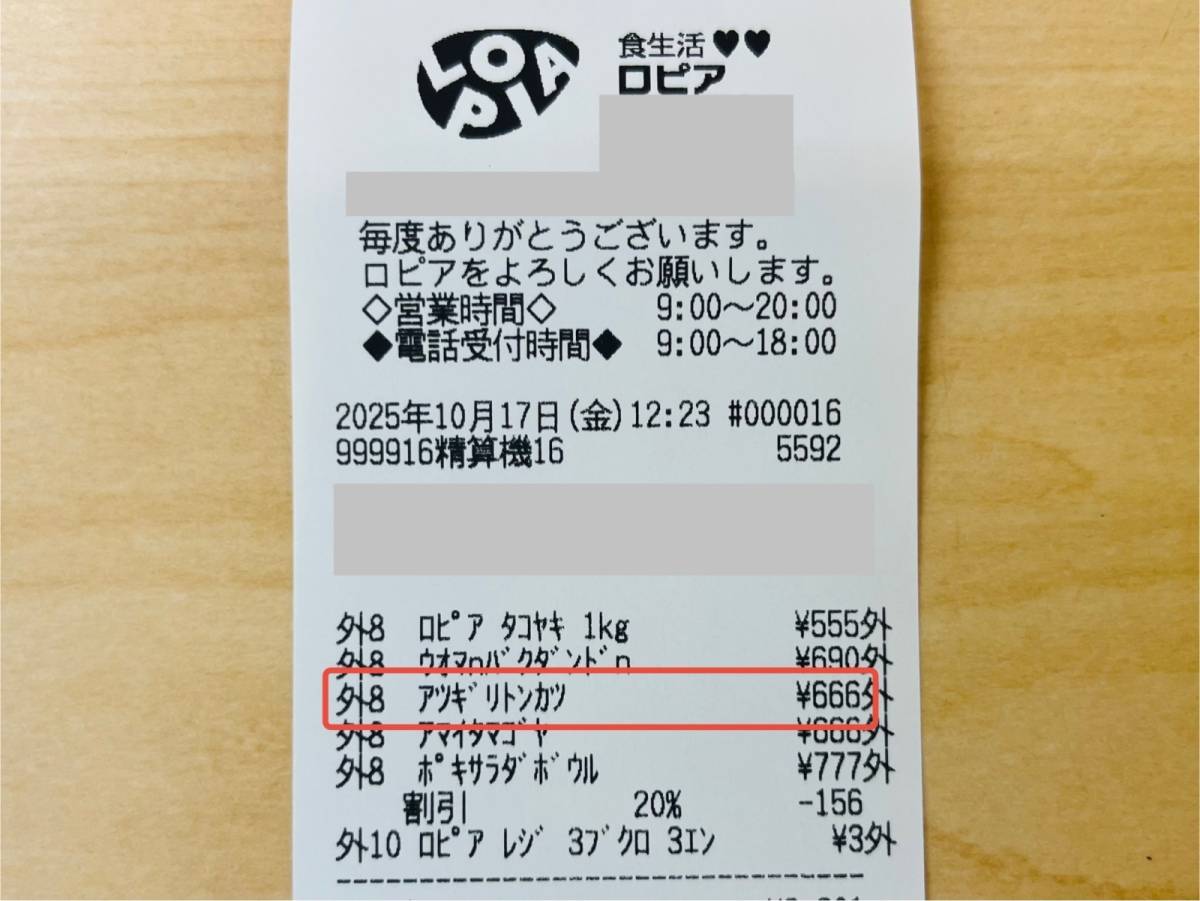 LOPIA
食生活♥♥
ロピア
毎度ありがとうございます。
ロピアをよろしくお願いします。
◇営業時間◇ 9:00～20:00
◆電話受付時間◆ 9:00～18:00
2025年10月17日(金)12:23 #000016
999916精算機16 5592
外8 ロピア タコヤキ 1kg ¥555外
外8 ウオマnバクダンドn ¥690外
外8 アツギリトンカツ ¥666外
外8 アマイタマゴヤ ¥666外
外8 ポキサラダボウル ¥777外
割引 20% -156
外10 ロピア レジ 3ブクロ 3エン ¥3外